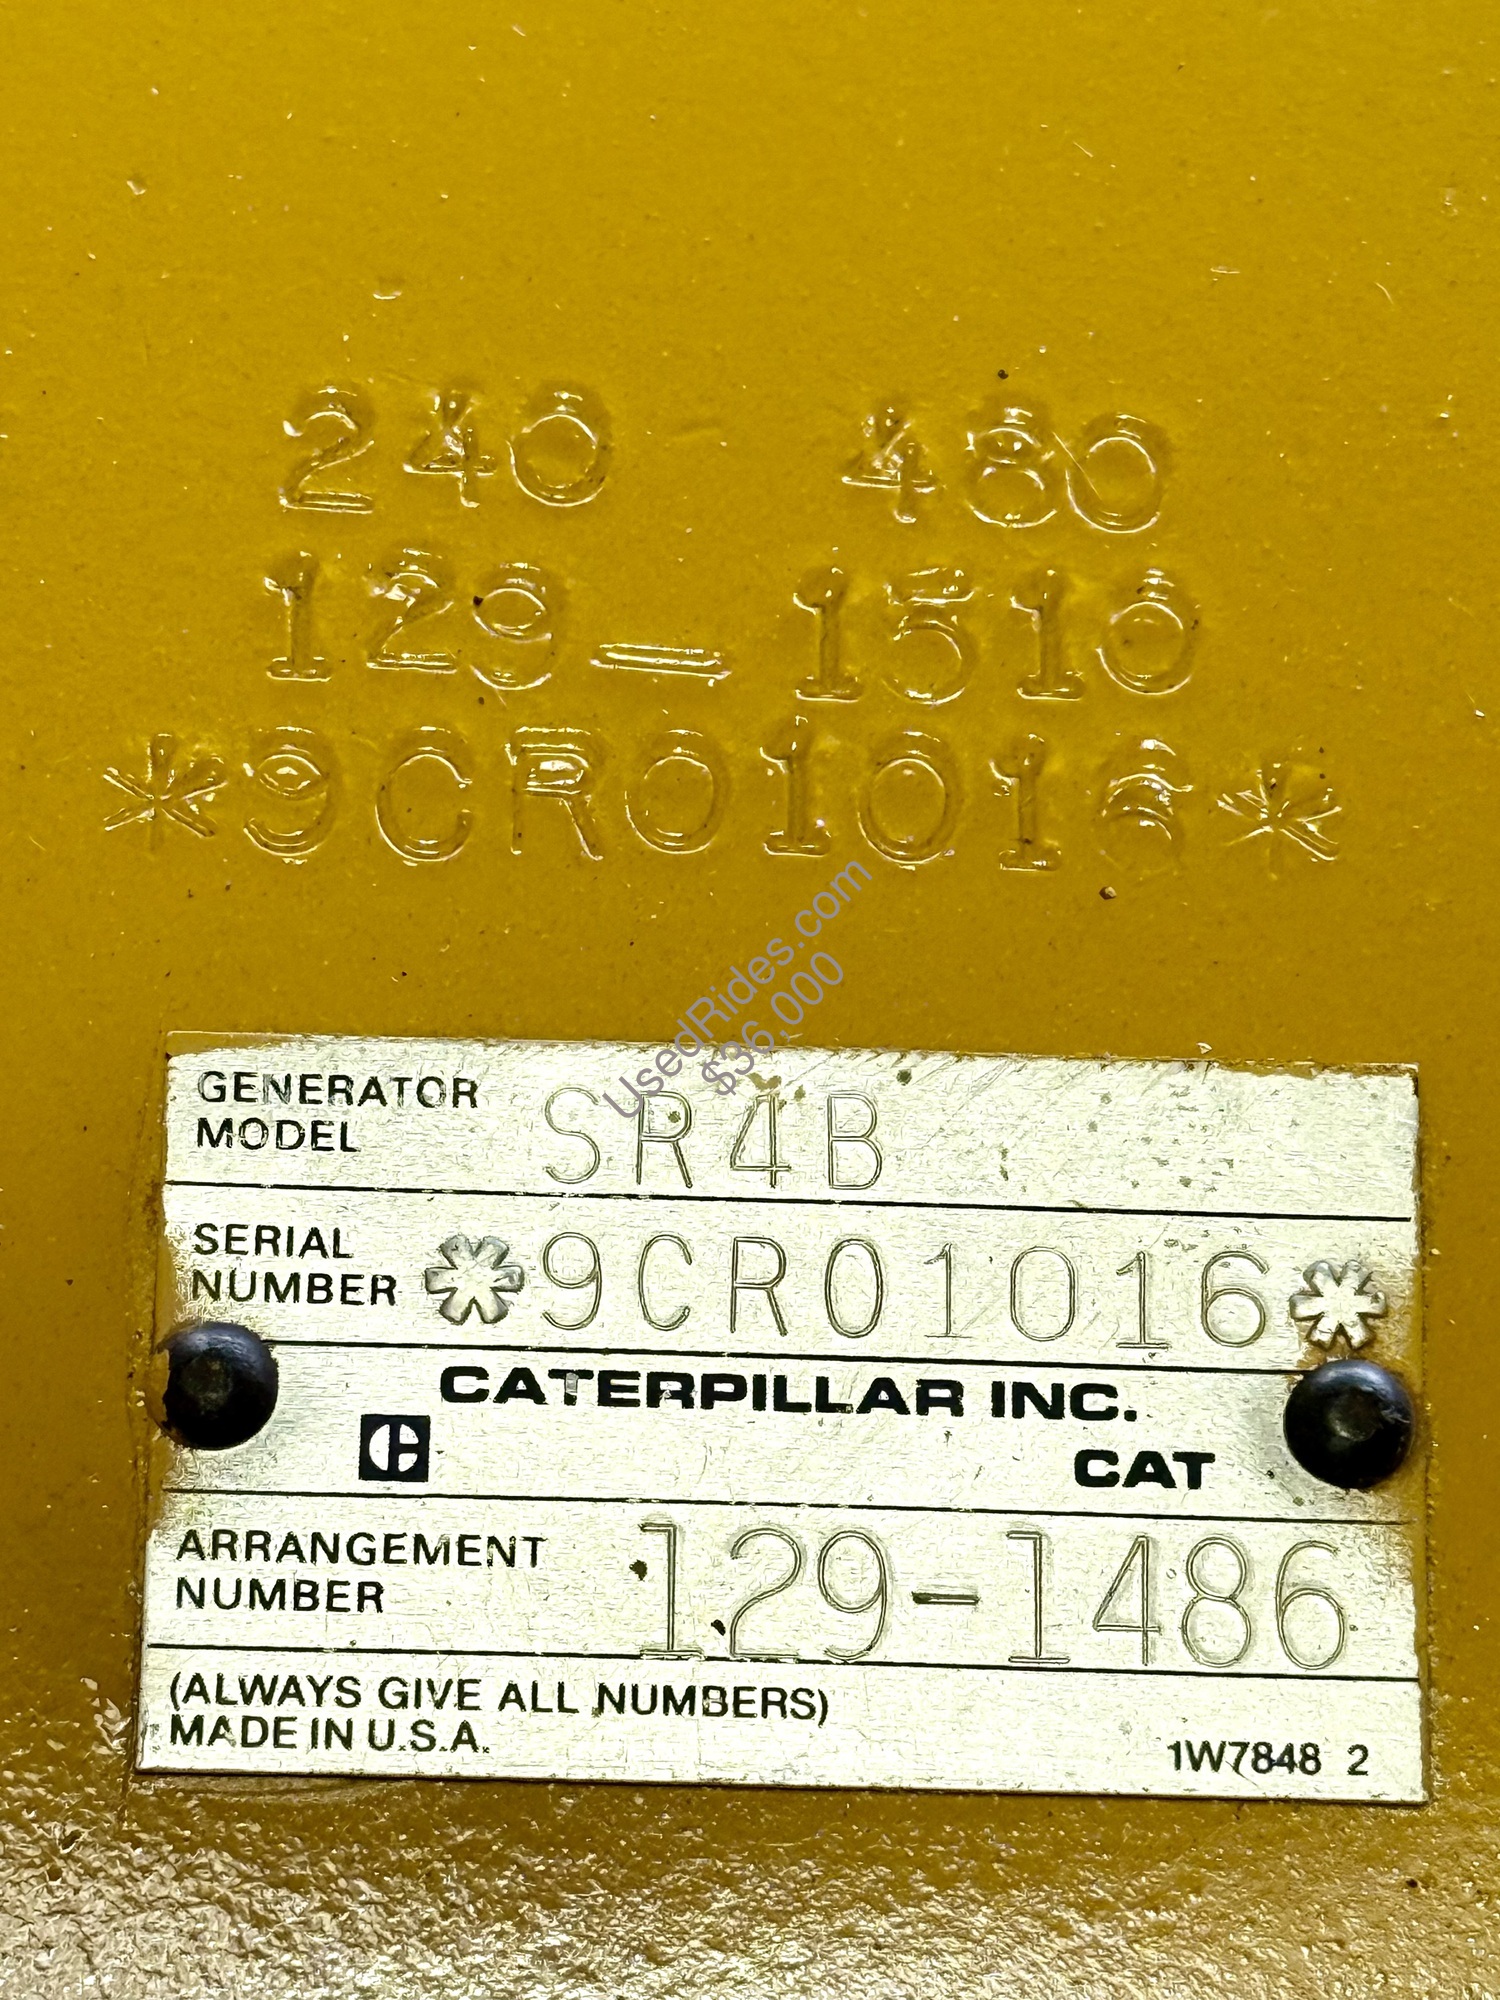 240 480
129-1510
*9CR01016*
UsedRides.com
$36,000
GENERATOR MODEL SR4B
SERIAL NUMBER *9CR01016*
CATERPILLAR INC.
CAT
ARRANGEMENT NUMBER 129-1486
(ALWAYS GIVE ALL NUMBERS)
MADE IN U.S.A.
1W7848 2